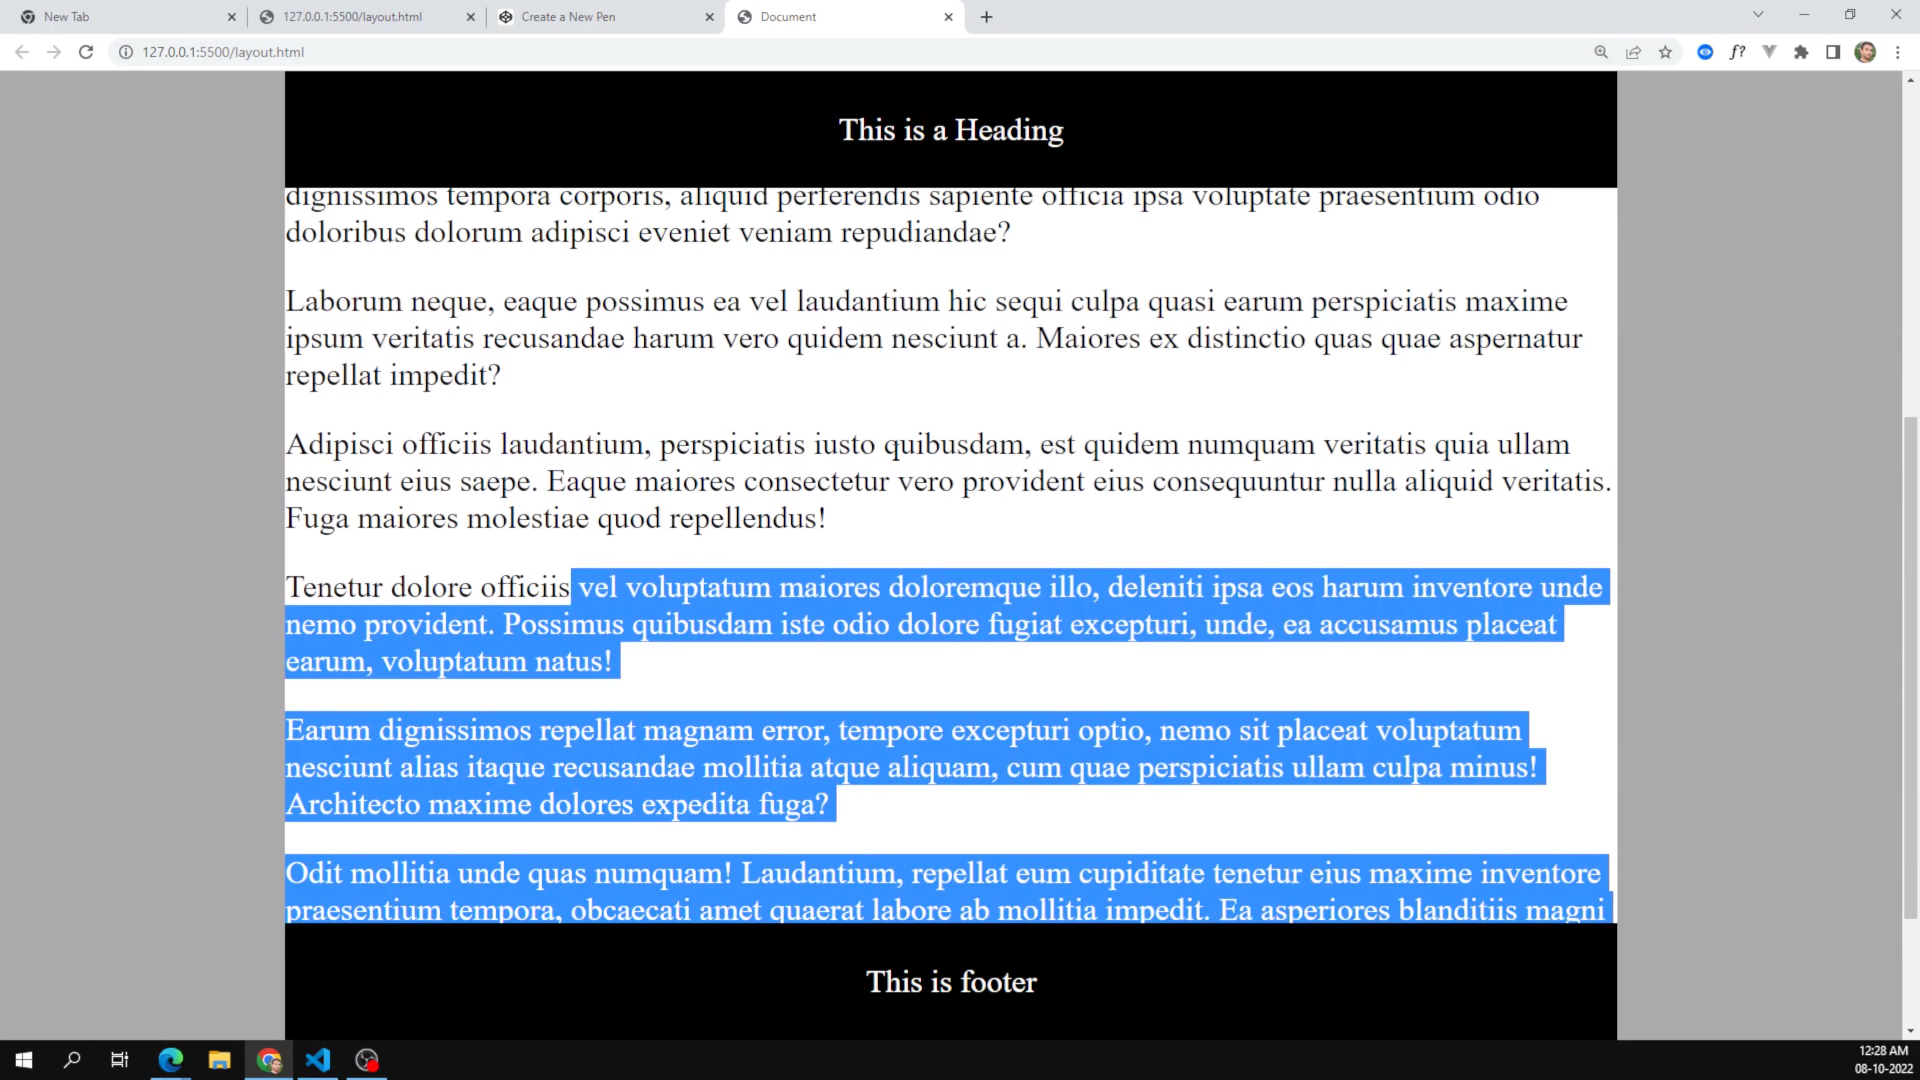 New Tab
127.0.0.1:5500/layout.html
Create a New Pen
Document
127.0.0.1:5500/layout.html
f?
This is a Heading
dignissimos tempora corporis, aliquid perferendis sapiente officia ipsa voluptate praesentium odio
doloribus dolorum adipisci eveniet veniam repudiandae?
Laborum neque, eaque possimus ea vel laudantium hic sequi culpa quasi earum perspiciatis maxime
ipsum veritatis recusandae harum vero quidem nesciunt a. Maiores ex distinctio quas quae aspernatur
repellat impedit?
Adipisci officiis laudantium, perspiciatis iusto quibusdam, est quidem numquam veritatis quia ullam
nesciunt eius saepe. Eaque maiores consectetur vero provident eius consequuntur nulla aliquid veritatis.
Fuga maiores molestiae quod repellendus!
Tenetur dolore officiis vel voluptatum maiores doloremque illo, deleniti ipsa eos harum inventore unde
nemo provident. Possimus quibusdam iste odio dolore fugiat excepturi, unde, ea accusamus placeat
earum, voluptatum natus!
Earum dignissimos repellat magnam error, tempore excepturi optio, nemo sit placeat voluptatum
nesciunt alias itaque recusandae mollitia atque aliquam, cum quae perspiciatis ullam culpa minus!
Architecto maxime dolores expedita fuga?
Odit mollitia unde quas numquam! Laudantium, repellat eum cupiditate tenetur eius maxime inventore
praesentium tempora, obcaecati amet quaerat labore ab mollitia impedit. Ea asperiores blanditiis magni
This is footer
12:28 AM
08-10-2022